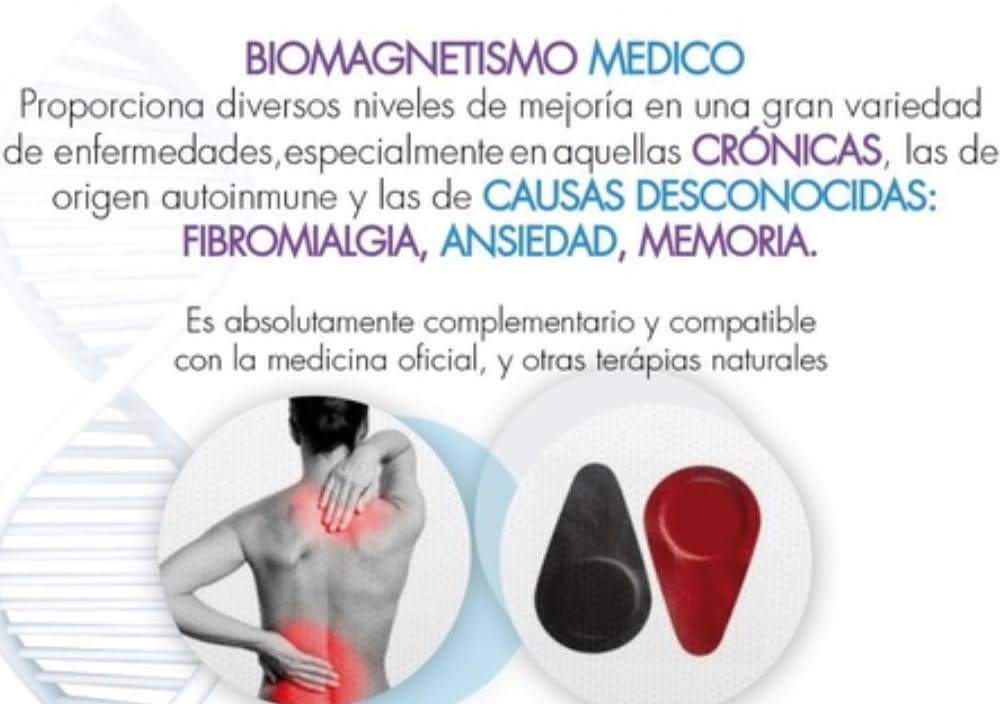 BIOMAGNETISMO MEDICO
Proporciona diversos niveles de mejoría en una gran variedad
de enfermedades, especialmente en aquellas CRÓNICAS, las de
origen autoinmune y las de CAUSAS DESCONOCIDAS:
FIBROMIALGIA, ANSIEDAD, MEMORIA.
Es absolutamente complementario y compatible
con la medicina oficial, y otras terápias naturales